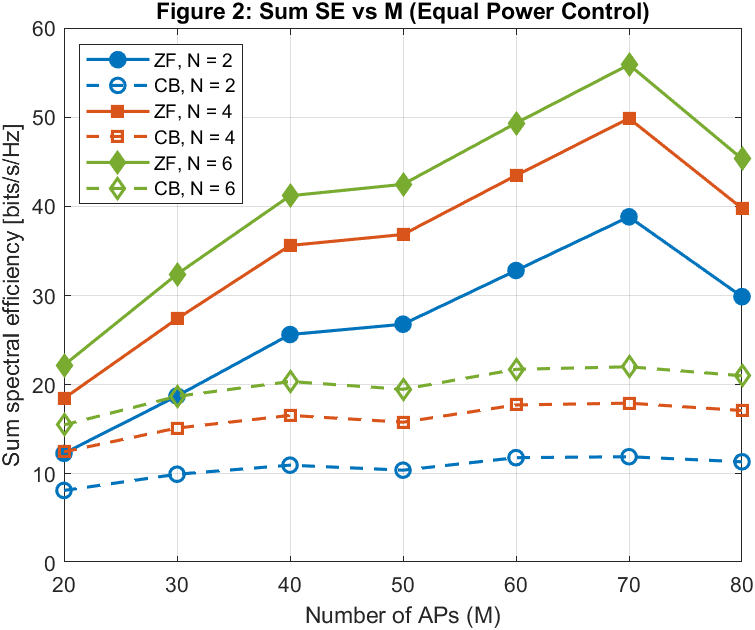 Figure 2: Sum SE vs M (Equal Power Control)
60
50
40
30
20
10
0
Sum spectral efficiency [bits/s/Hz]
ZF, N = 2
CB, N = 2
ZF, N = 4
CB, N = 4
ZF, N = 6
CB, N = 6
20 30 40 50 60 70 80
Number of APs (M)